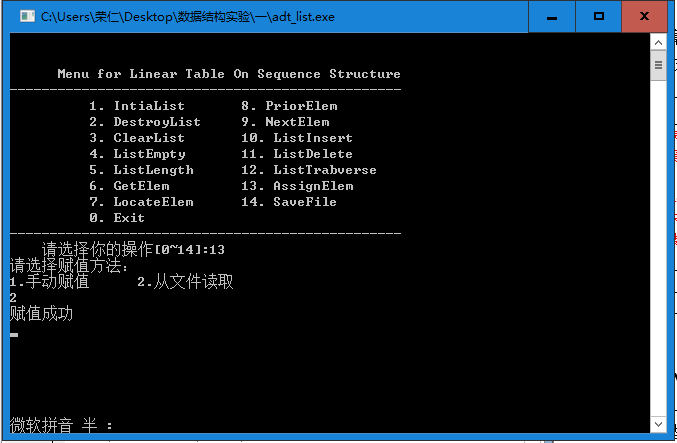 C:\Users\荣仁\Desktop\数据结构实验\一\adt_list.exe
Menu for Linear Table On Sequence Structure
-------------------------------------------------
1. IntiaList 8. PriorElem
2. DestroyList 9. NextElem
3. ClearList 10. ListInsert
4. ListEmpty 11. ListDelete
5. ListLength 12. ListTrabverse
6. GetElem 13. AssignElem
7. LocateElem 14. SaveFile
0. Exit
-------------------------------------------------
请选择你的操作[0~14]:13
请选择赋值方法：
1.手动赋值 2.从文件读取
2
赋值成功
微软拼音 半 :